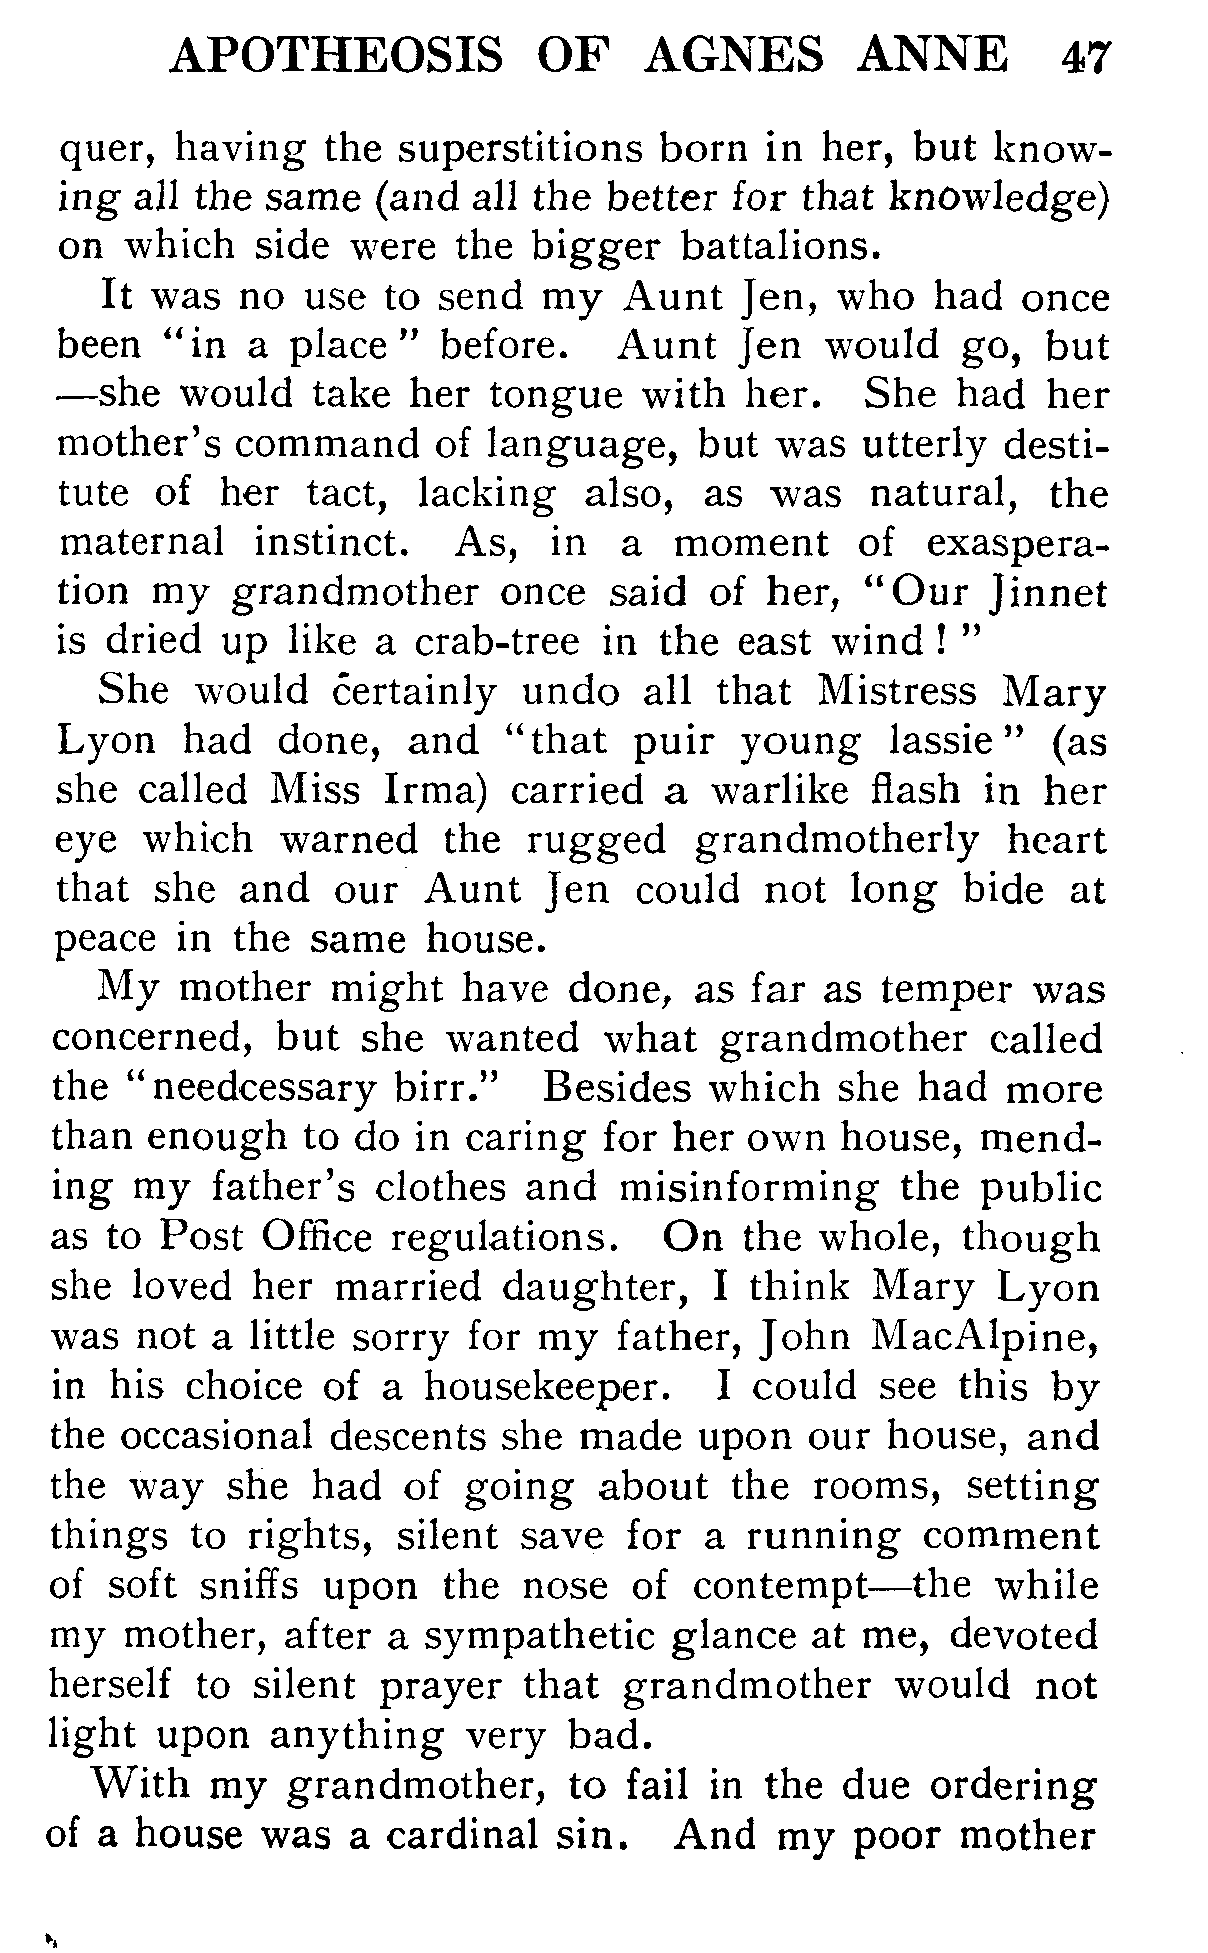 APOTHEOSIS OF AGNES ANNE 47
quer, having the superstitions born in her, but know-
ing all the same (and all the better for that knowledge)
on which side were the bigger battalions.
It was no use to send my Aunt Jen, who had once
been “in a place” before. Aunt Jen would go, but
—she would take her tongue with her. She had her
mother’s command of language, but was utterly desti-
tute of her tact, lacking also, as was natural, the
maternal instinct. As, in a moment of exaspera-
tion my grandmother once said of her, “Our Jinnet
is dried up like a crab-tree in the east wind!”
She would certainly undo all that Mistress Mary
Lyon had done, and “that puir young lassie” (as
she called Miss Irma) carried a warlike flash in her
eye which warned the rugged grandmotherly heart
that she and our Aunt Jen could not long bide at
peace in the same house.
My mother might have done, as far as temper was
concerned, but she wanted what grandmother called
the “needcessary birr.” Besides which she had more
than enough to do in caring for her own house, mend-
ing my father’s clothes and misinforming the public
as to Post Office regulations. On the whole, though
she loved her married daughter, I think Mary Lyon
was not a little sorry for my father, John MacAlpine,
in his choice of a housekeeper. I could see this by
the occasional descents she made upon our house, and
the way she had of going about the rooms, setting
things to rights, silent save for a running comment
of soft sniffs upon the nose of contempt—the while
my mother, after a sympathetic glance at me, devoted
herself to silent prayer that grandmother would not
light upon anything very bad.
With my grandmother, to fail in the due ordering
of a house was a cardinal sin. And my poor mother